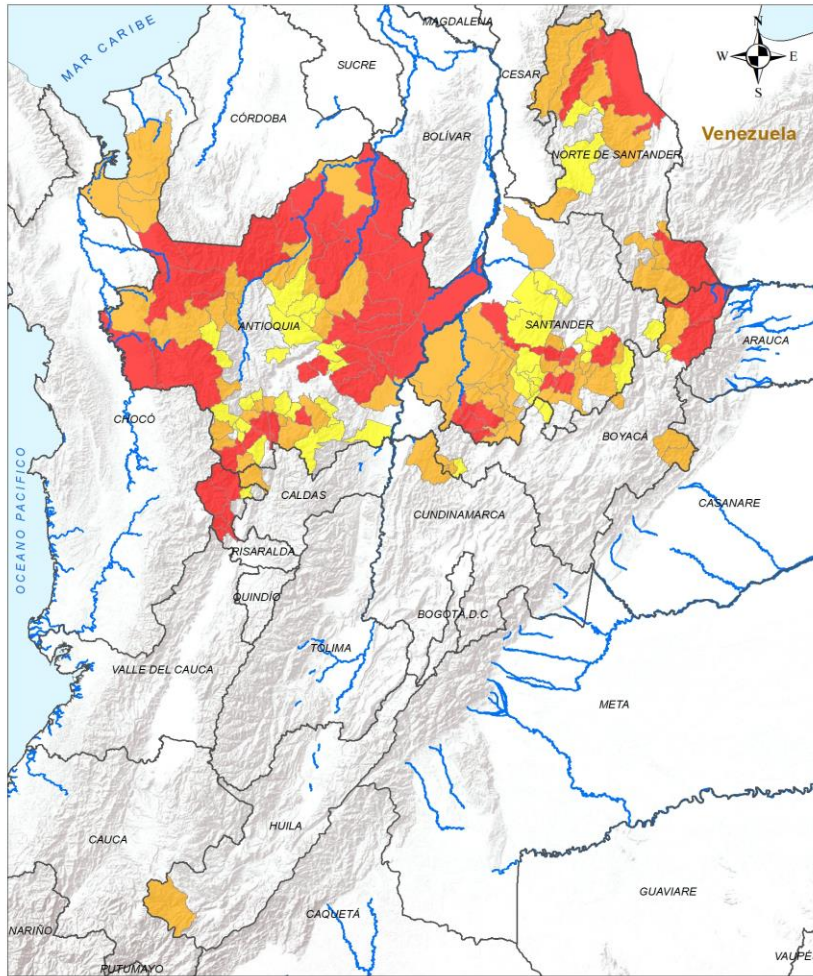 MAR CARIBE
MAGDALENA
N
W
E
S
SUCRE
CESAR
CÓRDOBA
BOLÍVAR
Venezuela
NORTE DE SANTANDER
ANTIOQUIA
SANTANDER
ARAUCA
CHOCÓ
BOYACÁ
OCEANO PACIFICO
CALDAS
CUNDINAMARCA
CASANARE
RISARALDA
QUINDÍO
BOGOTÁ, D.C
TOLIMA
VALLE DEL CAUCA
META
HUILA
CAUCA
GUAVIARE
CAQUETÁ
NARIÑO
PUTUMAYO
VAUPÉS